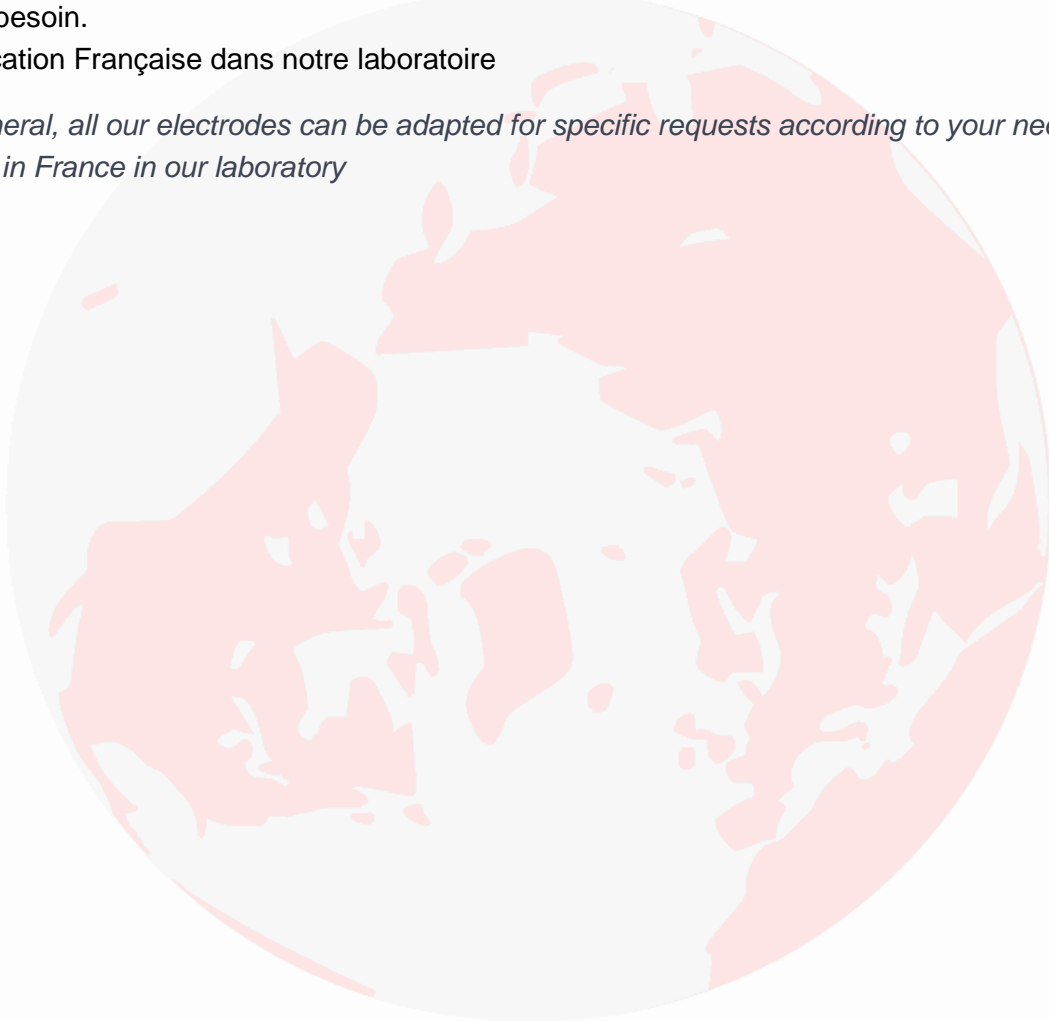 besoin.
cation Française dans notre laboratoire
neral, all our electrodes can be adapted for specific requests according to your nee
in France in our laboratory